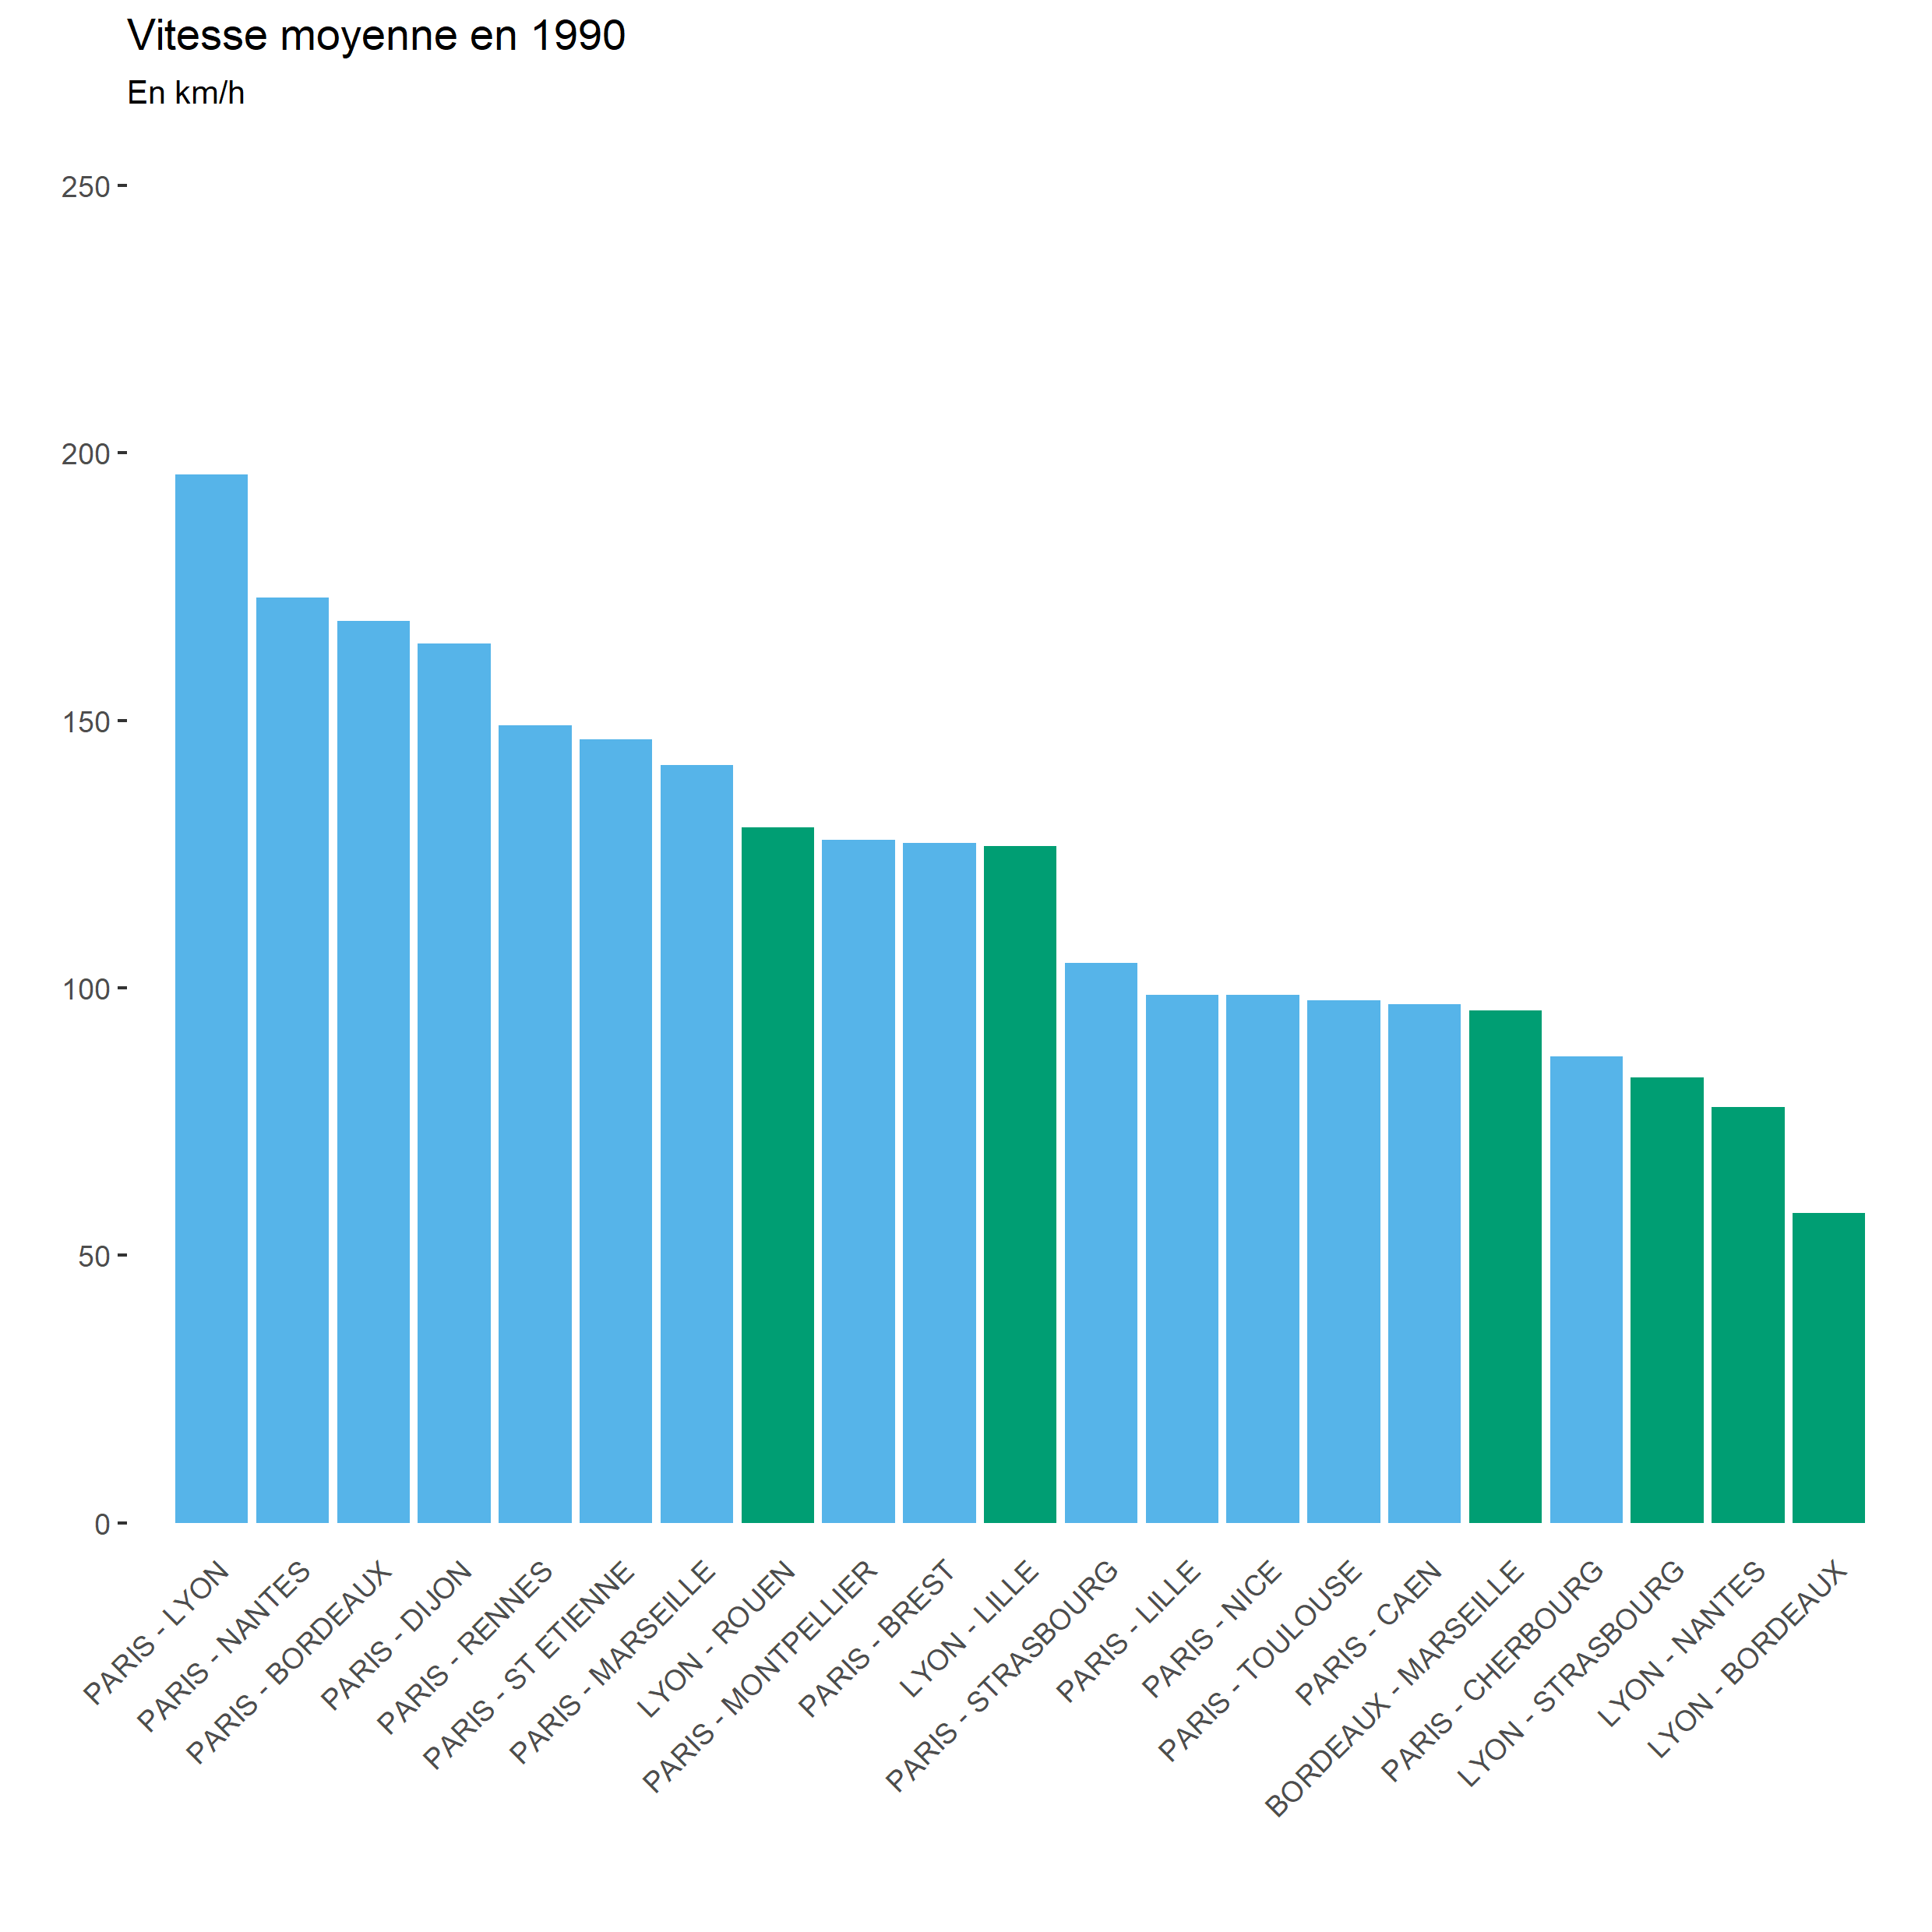 Vitesse moyenne en 1990
En km/h
250
200
150
100
50
0
PARIS - LYON
PARIS - NANTES
PARIS - BORDEAUX
PARIS - DIJON
PARIS - RENNES
PARIS - ST ETIENNE
PARIS - MARSEILLE
LYON - ROUEN
PARIS - MONTPELLIER
PARIS - BREST
LYON - LILLE
PARIS - STRASBOURG
PARIS - LILLE
PARIS - NICE
PARIS - TOULOUSE
PARIS - CAEN
BORDEAUX - MARSEILLE
PARIS - CHERBOURG
LYON - STRASBOURG
LYON - NANTES
LYON - BORDEAUX